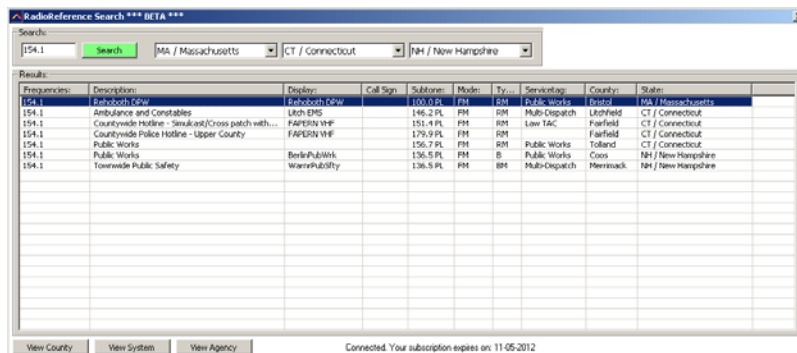 RadioReference Search *** BETA ***
Search:
154.1 Search MA / Massachusetts CT / Connecticut NH / New Hampshire
Results:
Frequencies: Description: Display: Call Sign Subtone: Mode: Ty... Servicetag: County: State:
154.1 Rehoboth DPW Rehoboth DPW 100.0 PL FM RM Public Works Bristol MA / Massachusetts
154.1 Ambulance and Constables Litch EMS 146.2 PL FM RM Multi-Dispatch Litchfield CT / Connecticut
154.1 Countywide Hotline - Simulcast/Cross patch with... FAPERN VHF 151.4 PL FM RM Law TAC Fairfield CT / Connecticut
154.1 Countywide Police Hotline - Upper County FAPERN VHF 179.9 PL FM RM Fairfield CT / Connecticut
154.1 Public Works 156.7 PL FM RM Public Works Tolland CT / Connecticut
154.1 Public Works BerlinPubWrk 136.5 PL FM B Public Works Coos NH / New Hampshire
154.1 Townwide Public Safety WarnrPubSfty 136.5 PL FM BM Multi-Dispatch Merrimack NH / New Hampshire
View County View System View Agency Connected. Your subscription expires on: 11-05-2012